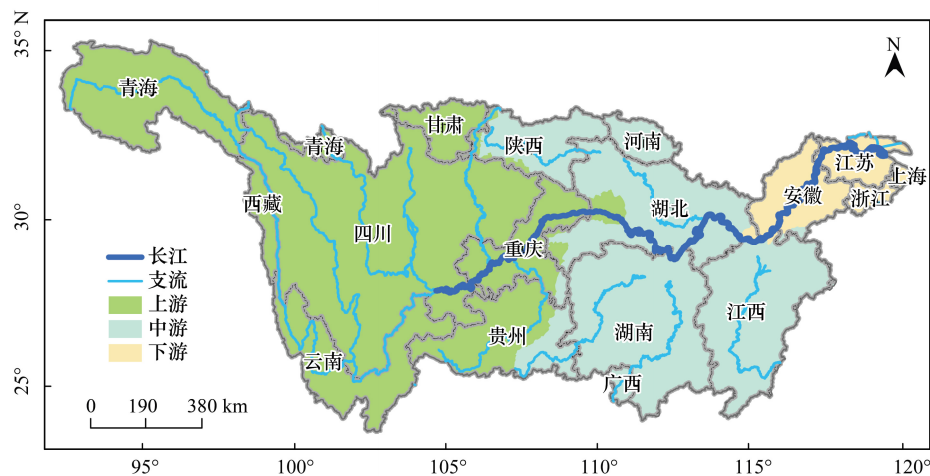 35° N
30°
25°
N
青海
甘肃
青海
陕西
河南
江苏
上海
西藏
安徽
浙江
四川
湖北
重庆
江西
贵州
湖南
云南
广西
长江
支流
上游
中游
下游
0 190 380 km
95° 100° 105° 110° 115° 120°